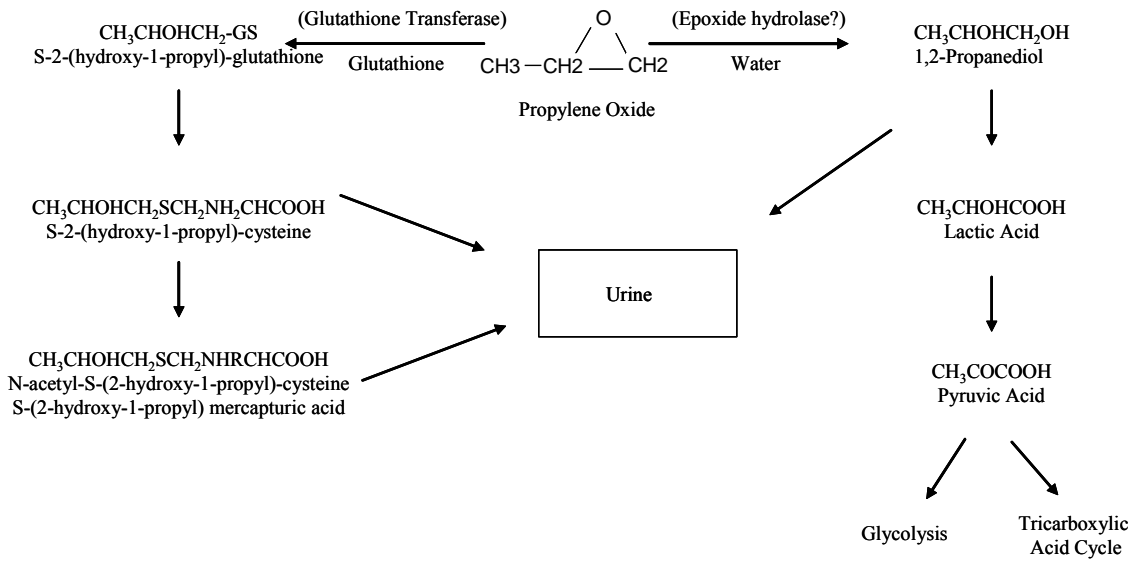 (Glutathione Transferase)
O
(Epoxide hydrolase?)
CH₃CHOHCH₂-GS
S-2-(hydroxy-1-propyl)-glutathione
Glutathione
CH3 CH2 CH2
Water
CH₃CHOHCH₂OH
1,2-Propanediol
Propylene Oxide
CH₃CHOHCH₂SCH₂NH₂CHCOOH
S-2-(hydroxy-1-propyl)-cysteine
CH₃CHOHCOOH
Lactic Acid
Urine
CH₃CHOHCH₂SCH₂NHRCHCOOH
N-acetyl-S-(2-hydroxy-1-propyl)-cysteine
S-(2-hydroxy-1-propyl) mercapturic acid
CH₃COCOOH
Pyruvic Acid
Glycolysis
Tricarboxylic
Acid Cycle